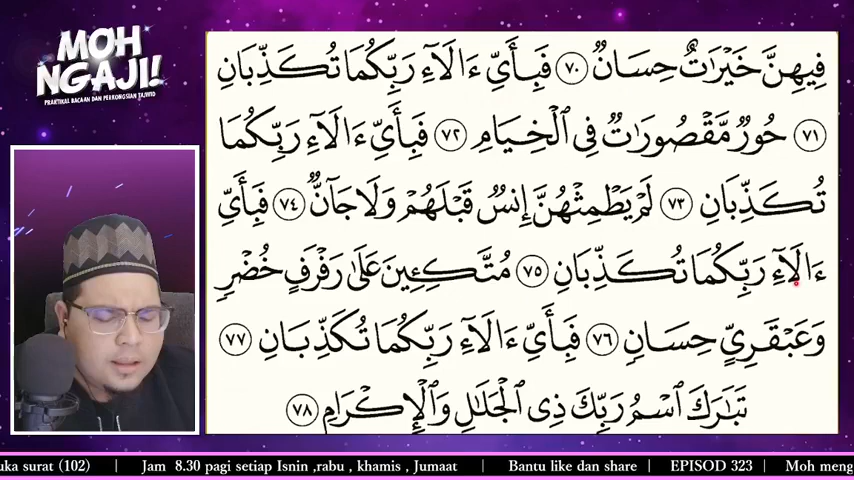 MOH
NGAJI!
PRAKTIKAL BACAAN DAN PERKONGSIAN TAJWID
فِيهِنَّ خَيْرَٰتٌ حِسَانٌ ٧٠ فَبِأَيِّ ءَالَآءِ رَبِّكُمَا تُكَذِّبَانِ
٧١ حُورٌ مَّقْصُورَٰتٌ فِى ٱلْخِيَامِ ٧٢ فَبِأَيِّ ءَالَآءِ رَبِّكُمَا
تُكَذِّبَانِ ٧٣ لَمْ يَطْمِثْهُنَّ إِنسٌ قَبْلَهُمْ وَلَا جَآنٌّ ٧٤ فَبِأَيِّ
ءَالَآءِ رَبِّكُمَا تُكَذِّبَانِ ٧٥ مُتَّكِـِٔينَ عَلَىٰ رَفْرَفٍ خُضْرٍ
وَعَبْقَرِيٍّ حِسَانٍ ٧٦ فَبِأَيِّ ءَالَآءِ رَبِّكُمَا تُكَذِّبَانِ ٧٧
تَبَٰرَكَ ٱسْمُ رَبِّكَ ذِى ٱلْجَلَٰلِ وَٱلْإِكْرَامِ ٧٨
uka surat (102) | Jam 8.30 pagi setiap Isnin ,rabu , khamis , Jumaat | Bantu like dan share | EPISOD 323 | Moh meng